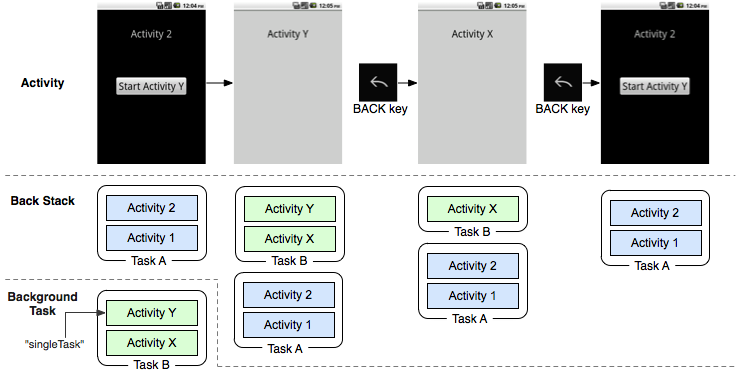 12:04 PM
12:05 PM
12:05 PM
12:04 PM
Activity 2
Activity Y
Activity X
Activity 2
Activity
Start Activity Y
Start Activity Y
BACK key
BACK key
Back Stack
Activity 2
Activity 1
Task A
Activity Y
Activity X
Task B
Activity 2
Activity 1
Task A
Activity X
Task B
Activity 2
Activity 1
Task A
Activity 2
Activity 1
Task A
Background
Task
"singleTask"
Activity Y
Activity X
Task B